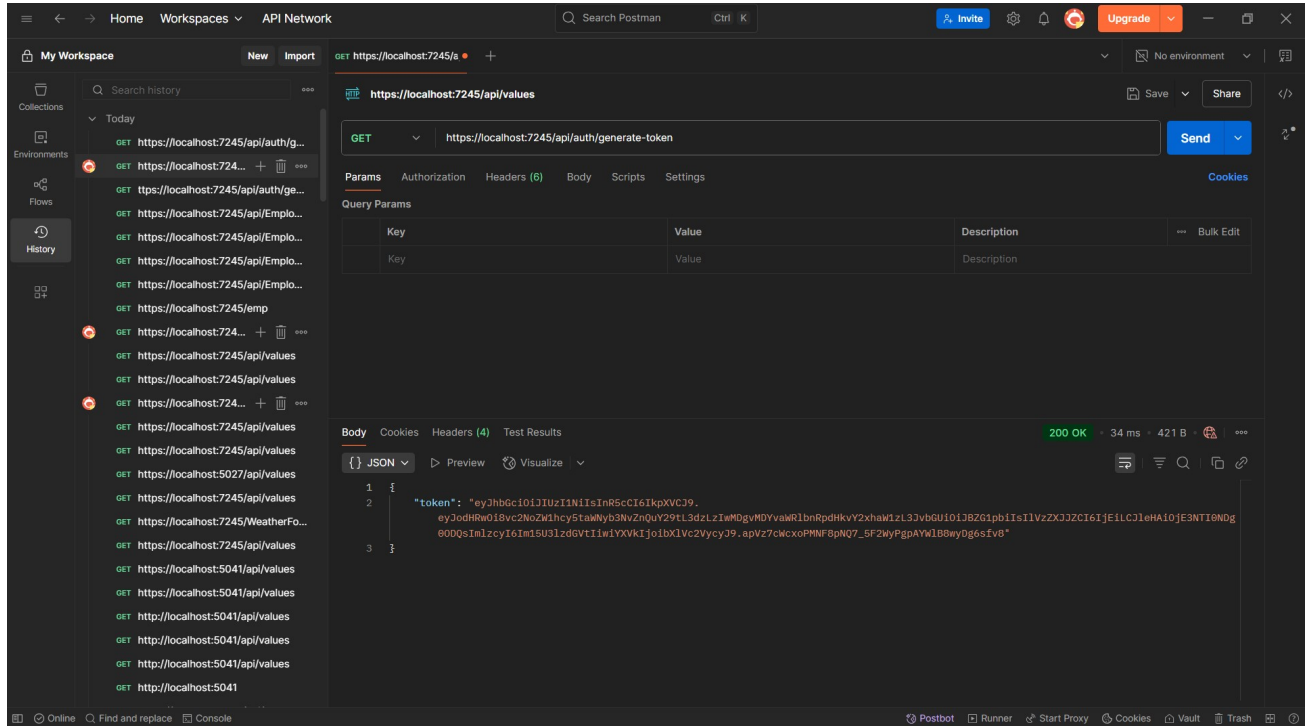 Home Workspaces API Network
Search Postman Ctrl K
Invite
Upgrade
My Workspace New Import
GET https://localhost:7245/a
No environment
Collections
Environments
Flows
History
Search history
Today
GET https://localhost:7245/api/auth/g...
GET https://localhost:724...
GET ttps://localhost:7245/api/auth/ge...
GET https://localhost:7245/api/Emplo...
GET https://localhost:7245/api/Emplo...
GET https://localhost:7245/api/Emplo...
GET https://localhost:7245/api/Emplo...
GET https://localhost:7245/emp
GET https://localhost:724...
GET https://localhost:7245/api/values
GET https://localhost:7245/api/values
GET https://localhost:724...
GET https://localhost:7245/api/values
GET https://localhost:7245/api/values
GET https://localhost:5027/api/values
GET https://localhost:7245/api/values
GET https://localhost:7245/WeatherFo...
GET https://localhost:7245/api/values
GET https://localhost:5041/api/values
GET https://localhost:5041/api/values
GET http://localhost:5041/api/values
GET http://localhost:5041/api/values
GET http://localhost:5041/api/values
GET http://localhost:5041
HTTP https://localhost:7245/api/values
Save Share
GET https://localhost:7245/api/auth/generate-token
Send
Params Authorization Headers (6) Body Scripts Settings Cookies
Query Params
Key Value Description Bulk Edit
Key Value Description
Body Cookies Headers (4) Test Results
200 OK 34 ms 421 B
{} JSON Preview Visualize
1 {
2 "token": "eyJhbGciOiJIUzI1NiIsInR5cCI6IkpXVCJ9.
eyJodHRwOi8vc2NoZW1hcy5taWNyb3NvZnQuY29tL3dzLzIwMDgvMDYvaWRlbnRpdHkvY2xhaW1zL3JvbGUiOiJBZG1pbiIsIlVzZXJJZCI6IjEiLCJleHAiOjE3NTI0NDg
0ODQsImlzcyI6Im15U3lzdGVtIiwiYXVkIjoibXlVc2VycyJ9.apVz7cWcxoPMNF8pNQ7_5F2WyPgpAYWlB8wyDg6sfv8"
3 }
Online Find and replace Console
Postbot Runner Start Proxy Cookies Vault Trash